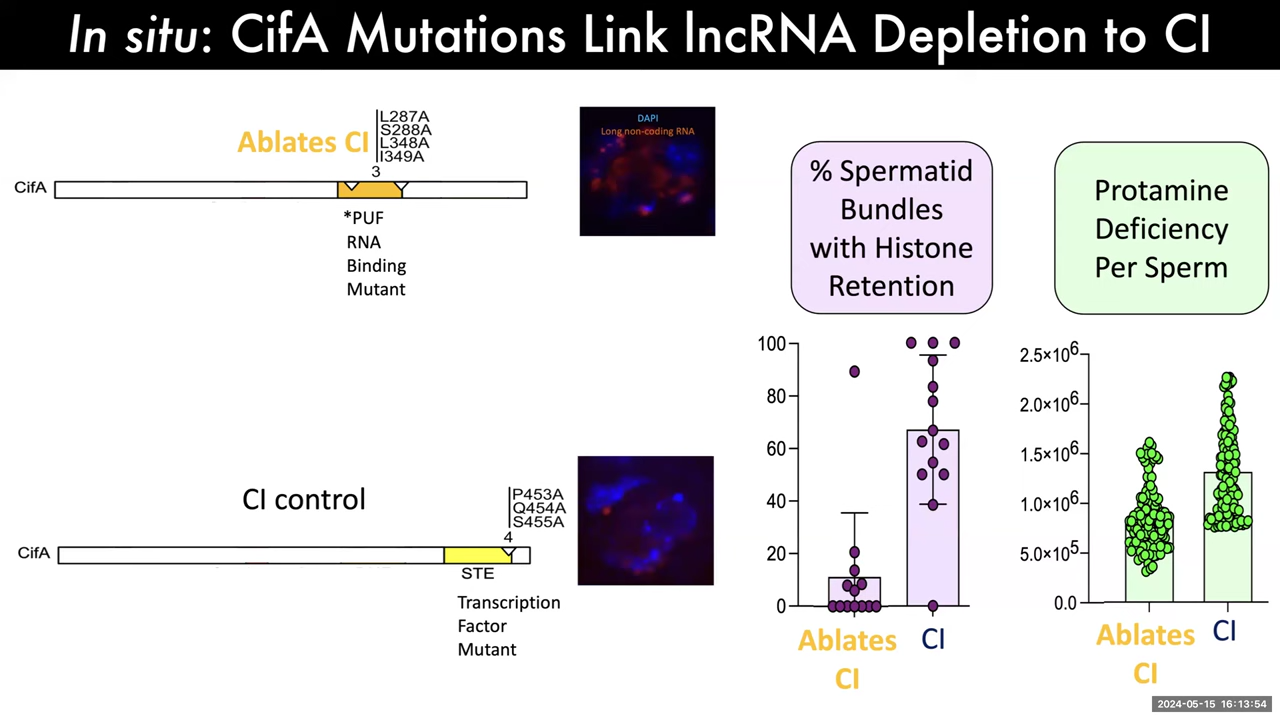 In situ: CifA Mutations Link lncRNA Depletion to CI
Ablates CI
L287A
S288A
L348A
I349A
3
CifA
*PUF
RNA
Binding
Mutant
DAPI
Long non-coding RNA
CI control
P453A
Q454A
S455A
4
CifA
STE
Transcription
Factor
Mutant
% Spermatid
Bundles
with Histone
Retention
100
80
60
40
20
0
Ablates
CI
CI
Protamine
Deficiency
Per Sperm
2.5×10⁶
2.0×10⁶
1.5×10⁶
1.0×10⁶
5.0×10⁵
0.0
Ablates
CI
CI
2024-05-15 16:13:54